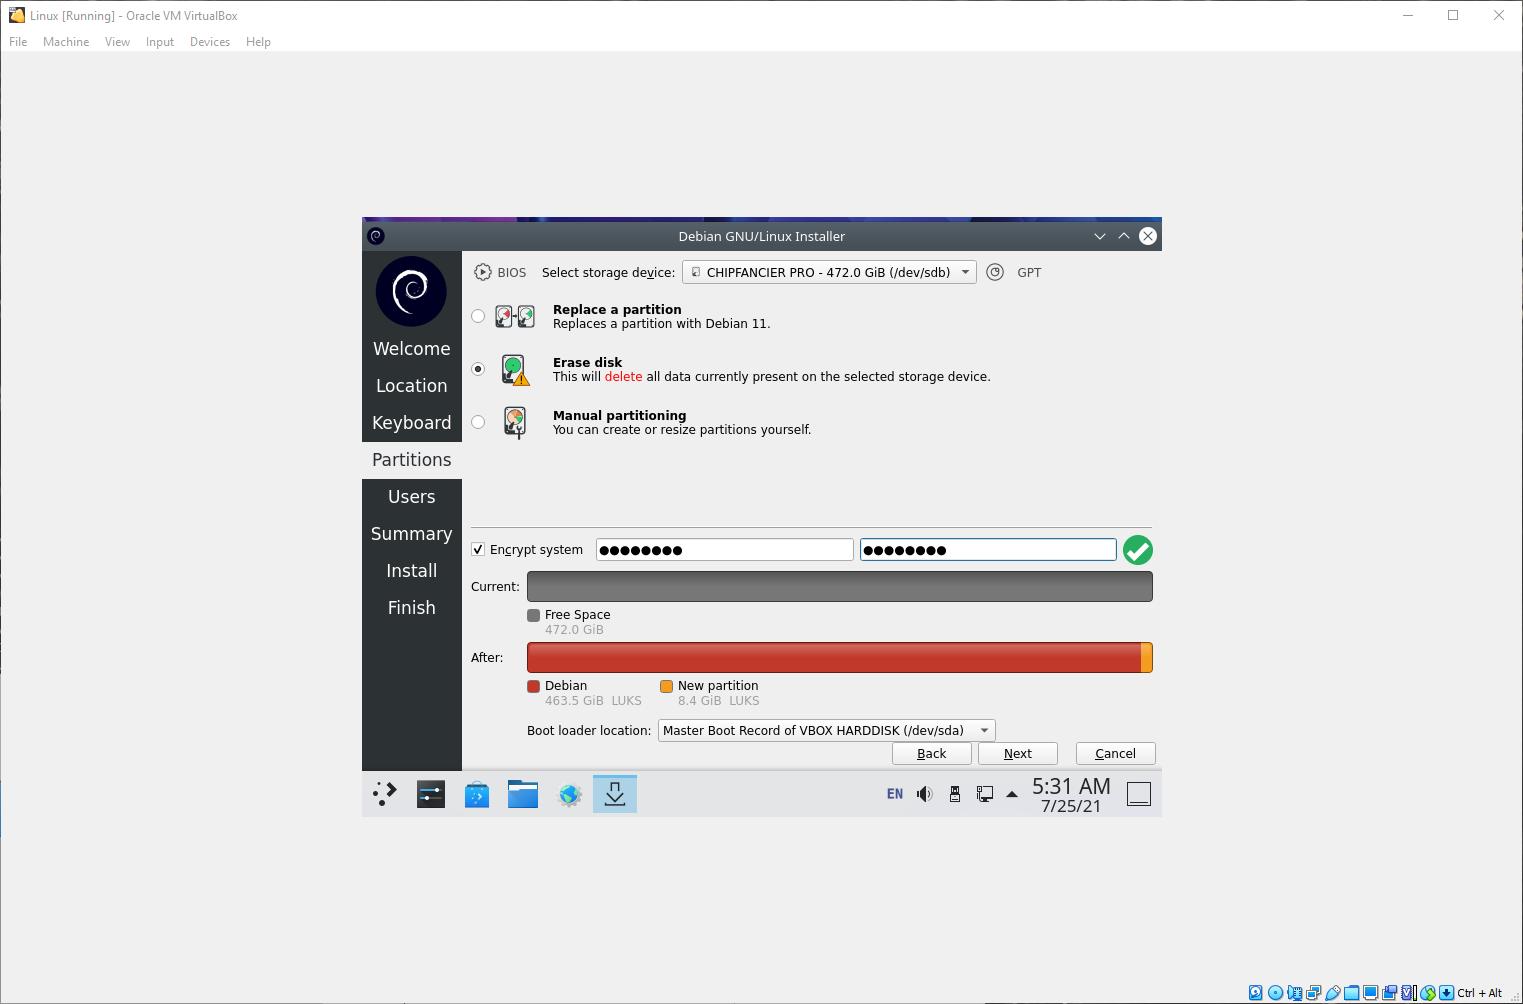 Linux [Running] - Oracle VM VirtualBox
File Machine View Input Devices Help
Debian GNU/Linux Installer
BIOS Select storage device: CHIPFANCIER PRO - 472.0 GiB (/dev/sdb) GPT
Replace a partition
Replaces a partition with Debian 11.
Erase disk
This will delete all data currently present on the selected storage device.
Manual partitioning
You can create or resize partitions yourself.
Welcome
Location
Keyboard
Partitions
Users
Summary
Install
Finish
Encrypt system ●●●●●●●● ●●●●●●●●
Current:
Free Space
472.0 GiB
After:
Debian New partition
463.5 GiB LUKS 8.4 GiB LUKS
Boot loader location: Master Boot Record of VBOX HARDDISK (/dev/sda)
Back Next Cancel
EN 5:31 AM
7/25/21
Ctrl + Alt